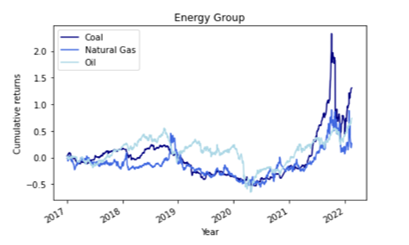 Energy Group
Coal
Natural Gas
Oil
Cumulative returns
2.0
1.5
1.0
0.5
0.0
−0.5
2017
2018
2019
2020
2021
2022
Year